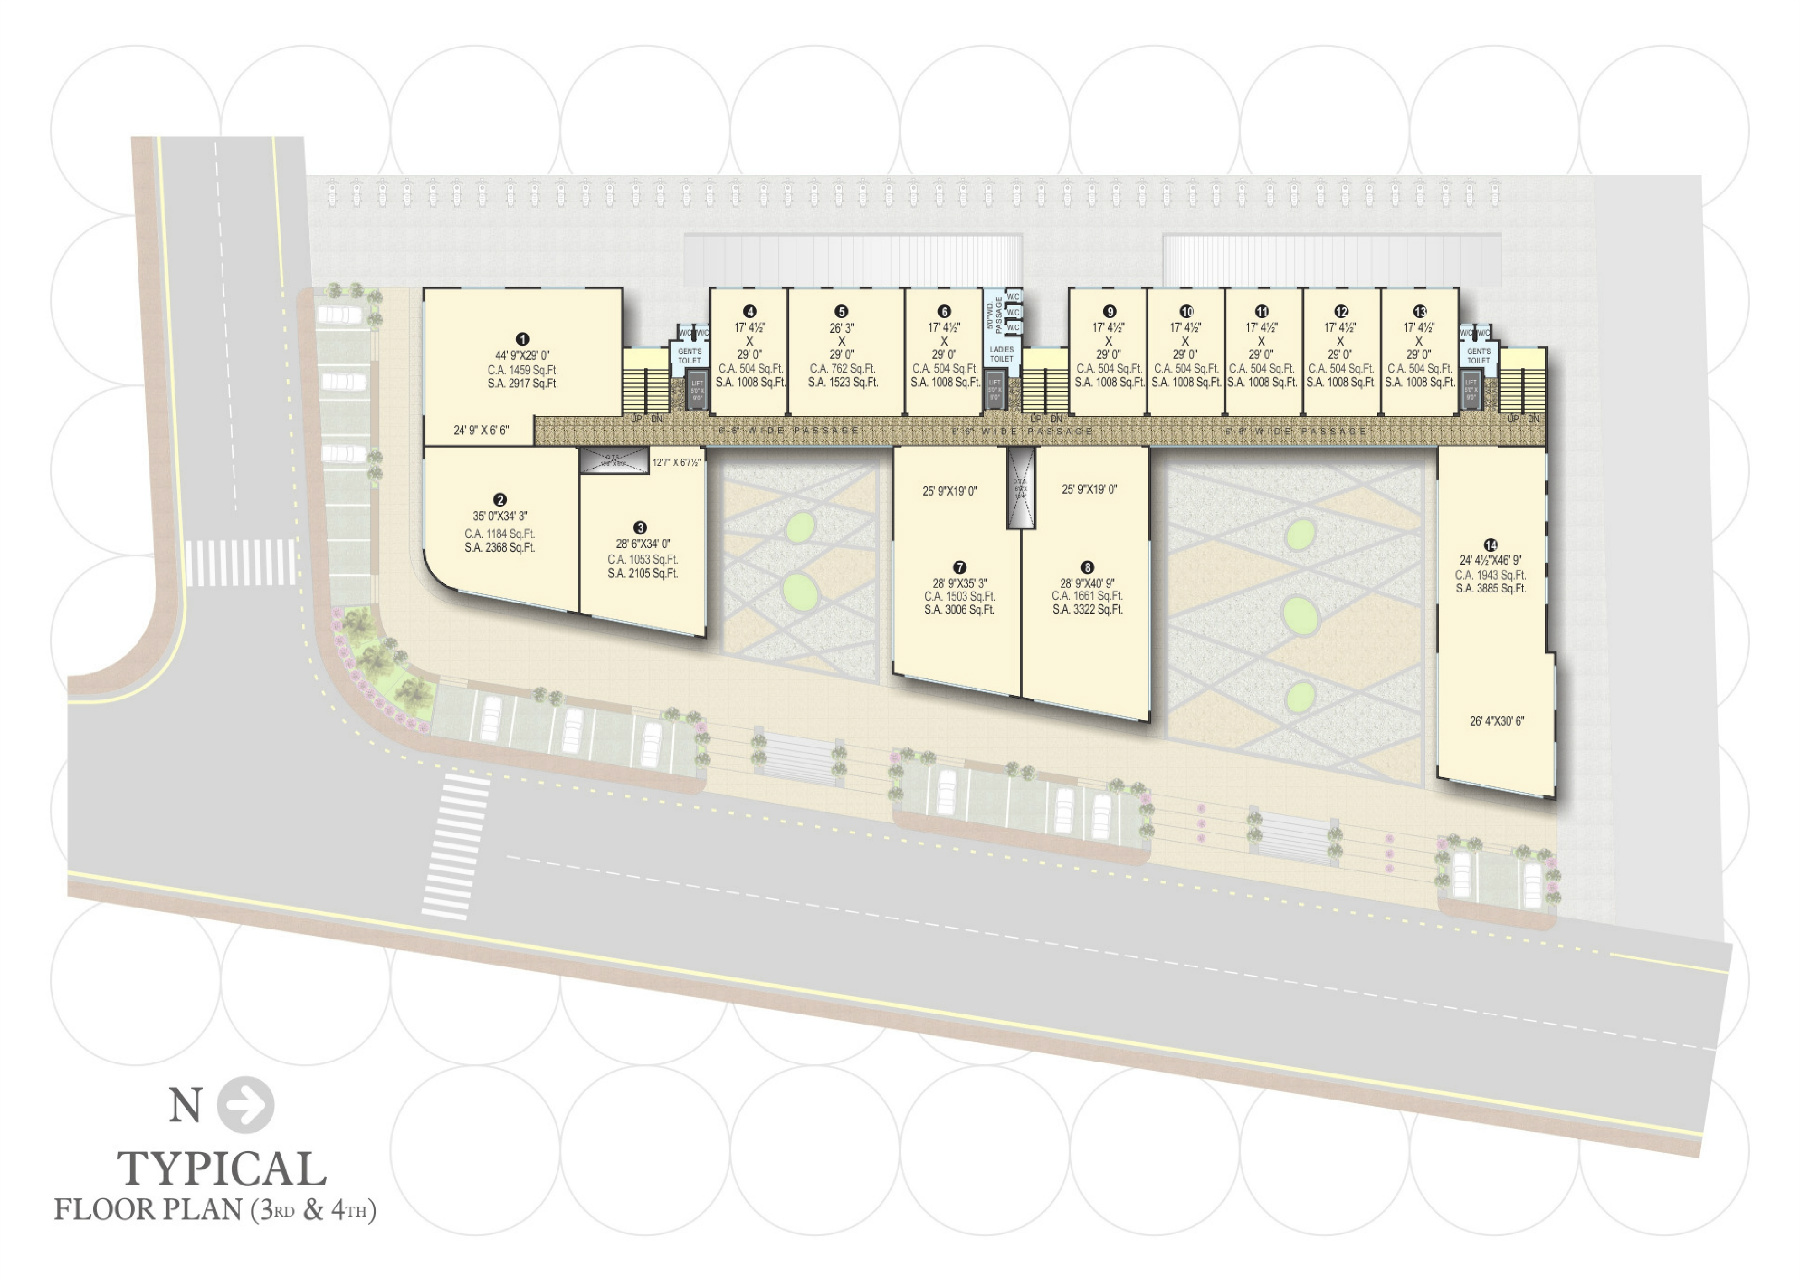 1
44' 9"X29' 0"
C.A. 1459 Sq.Ft.
S.A. 2917 Sq.Ft
24' 9" X 6' 6"
2
35' 0"X34' 3"
C.A. 1184 Sq.Ft.
S.A. 2368 Sq.Ft.
12'7" X 6'7½"
3
28' 6"X34' 0"
C.A. 1053 Sq.Ft.
S.A. 2105 Sq.Ft.
UP DN
W.C W.C
GENT'S
TOILET
LIFT
4
17' 4½"
X
29' 0"
C.A. 504 Sq.Ft.
S.A. 1008 Sq.Ft.
5
26' 3"
X
29' 0"
C.A. 762 Sq.Ft.
S.A. 1523 Sq.Ft.
6
17' 4½"
X
29' 0"
C.A. 504 Sq.Ft
S.A. 1008 Sq.Ft.
5'0"WD.
PASSAGE
W.C
W.C
W.C
LADIES
TOILET
LIFT
UP DN
6'-6" WIDE PASSAGE
6'-6" WIDE PASSAGE
6'-6" WIDE PASSAGE
25' 9"X19' 0"
7
28' 9"X35' 3"
C.A. 1503 Sq.Ft.
S.A. 3006 Sq.Ft.
25' 9"X19' 0"
8
28' 9"X40' 9"
C.A. 1661 Sq.Ft.
S.A. 3322 Sq.Ft.
9
17' 4½"
X
29' 0"
C.A. 504 Sq.Ft
S.A. 1008 Sq.Ft.
10
17' 4½"
X
29' 0"
C.A. 504 Sq.Ft.
S.A. 1008 Sq.Ft.
11
17' 4½"
X
29' 0"
C.A. 504 Sq.Ft.
S.A. 1008 Sq.Ft.
12
17' 4½"
X
29' 0"
C.A. 504 Sq.Ft.
S.A. 1008 Sq.Ft.
13
17' 4½"
X
29' 0"
C.A. 504 Sq.Ft.
S.A. 1008 Sq.Ft.
W.C W.C
GENT'S
TOILET
LIFT
UP DN
14
24' 4½"X46' 9"
C.A. 1943 Sq.Ft.
S.A. 3885 Sq.Ft.
26' 4"X30' 6"
N
TYPICAL
FLOOR PLAN (3RD & 4TH)